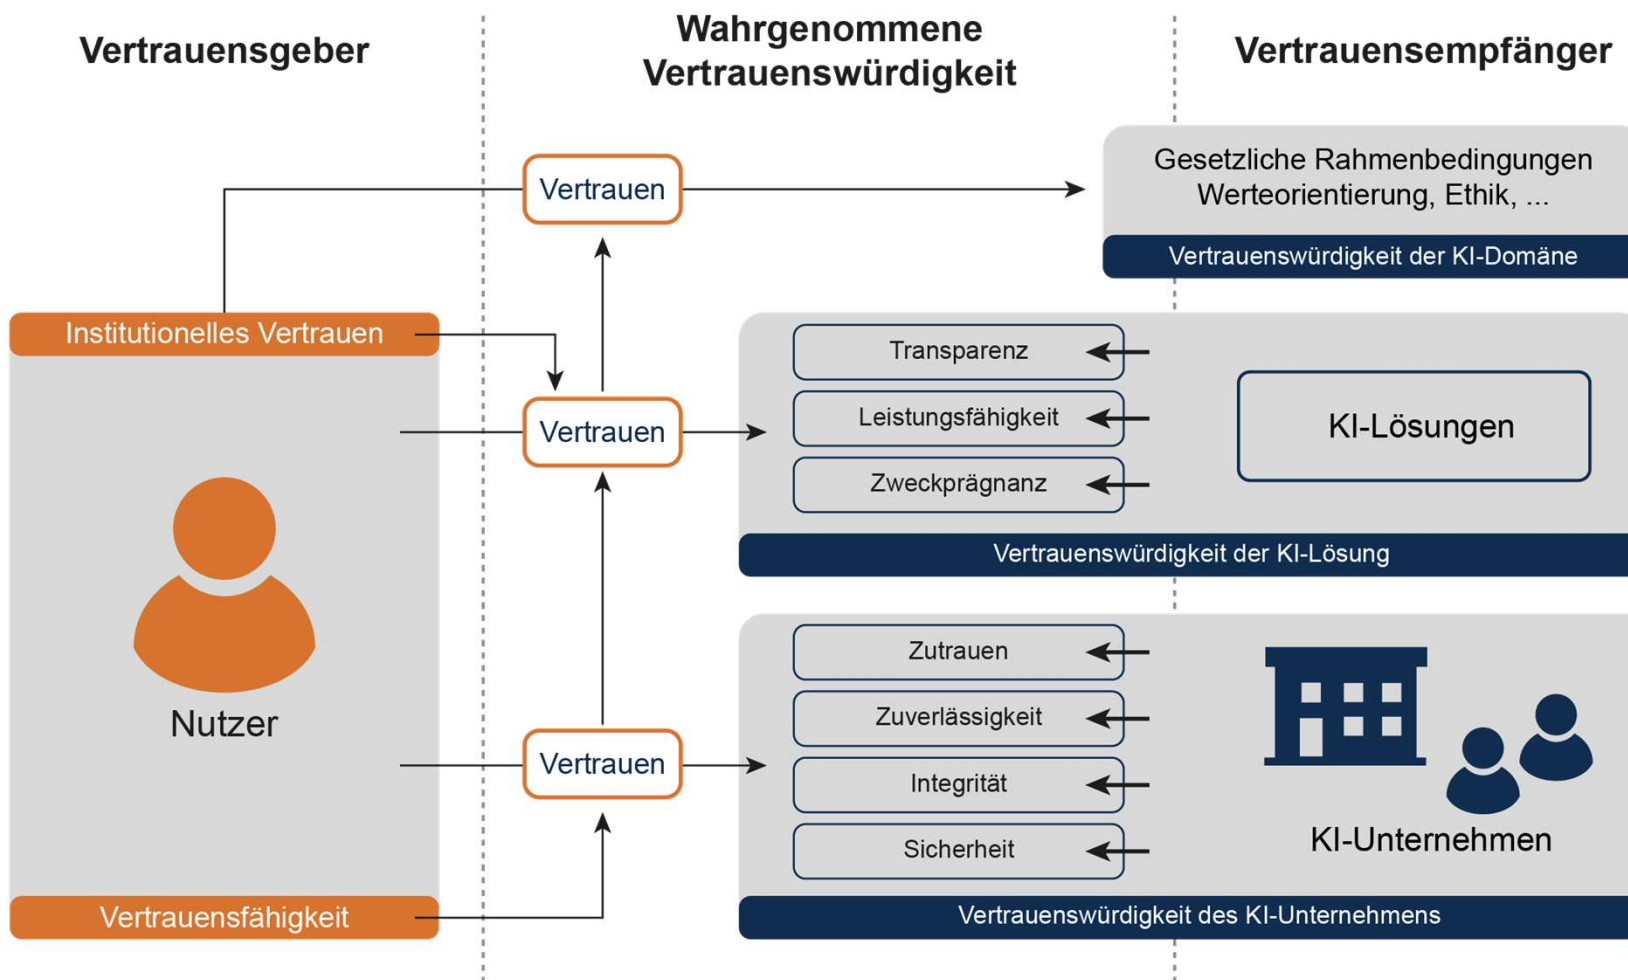 Vertrauensgeber
Wahrgenommene
Vertrauenswürdigkeit
Vertrauensempfänger
Vertrauen
Gesetzliche Rahmenbedingungen
Werteorientierung, Ethik, ...
Vertrauenswürdigkeit der KI-Domäne
Institutionelles Vertrauen
Vertrauen
Transparenz
Leistungsfähigkeit
Zweckprägnanz
KI-Lösungen
Vertrauenswürdigkeit der KI-Lösung
Nutzer
Vertrauen
Zutrauen
Zuverlässigkeit
Integrität
Sicherheit
KI-Unternehmen
Vertrauensfähigkeit
Vertrauenswürdigkeit des KI-Unternehmens